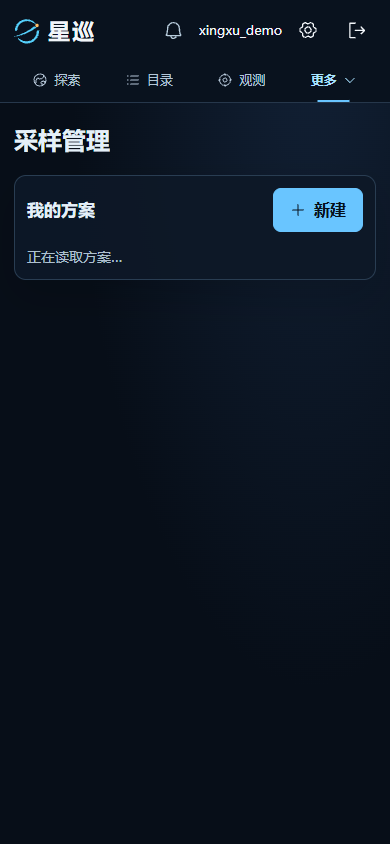 星巡
xingxu_demo
探索 目录 观测 更多
采样管理
我的方案
新建
正在读取方案...